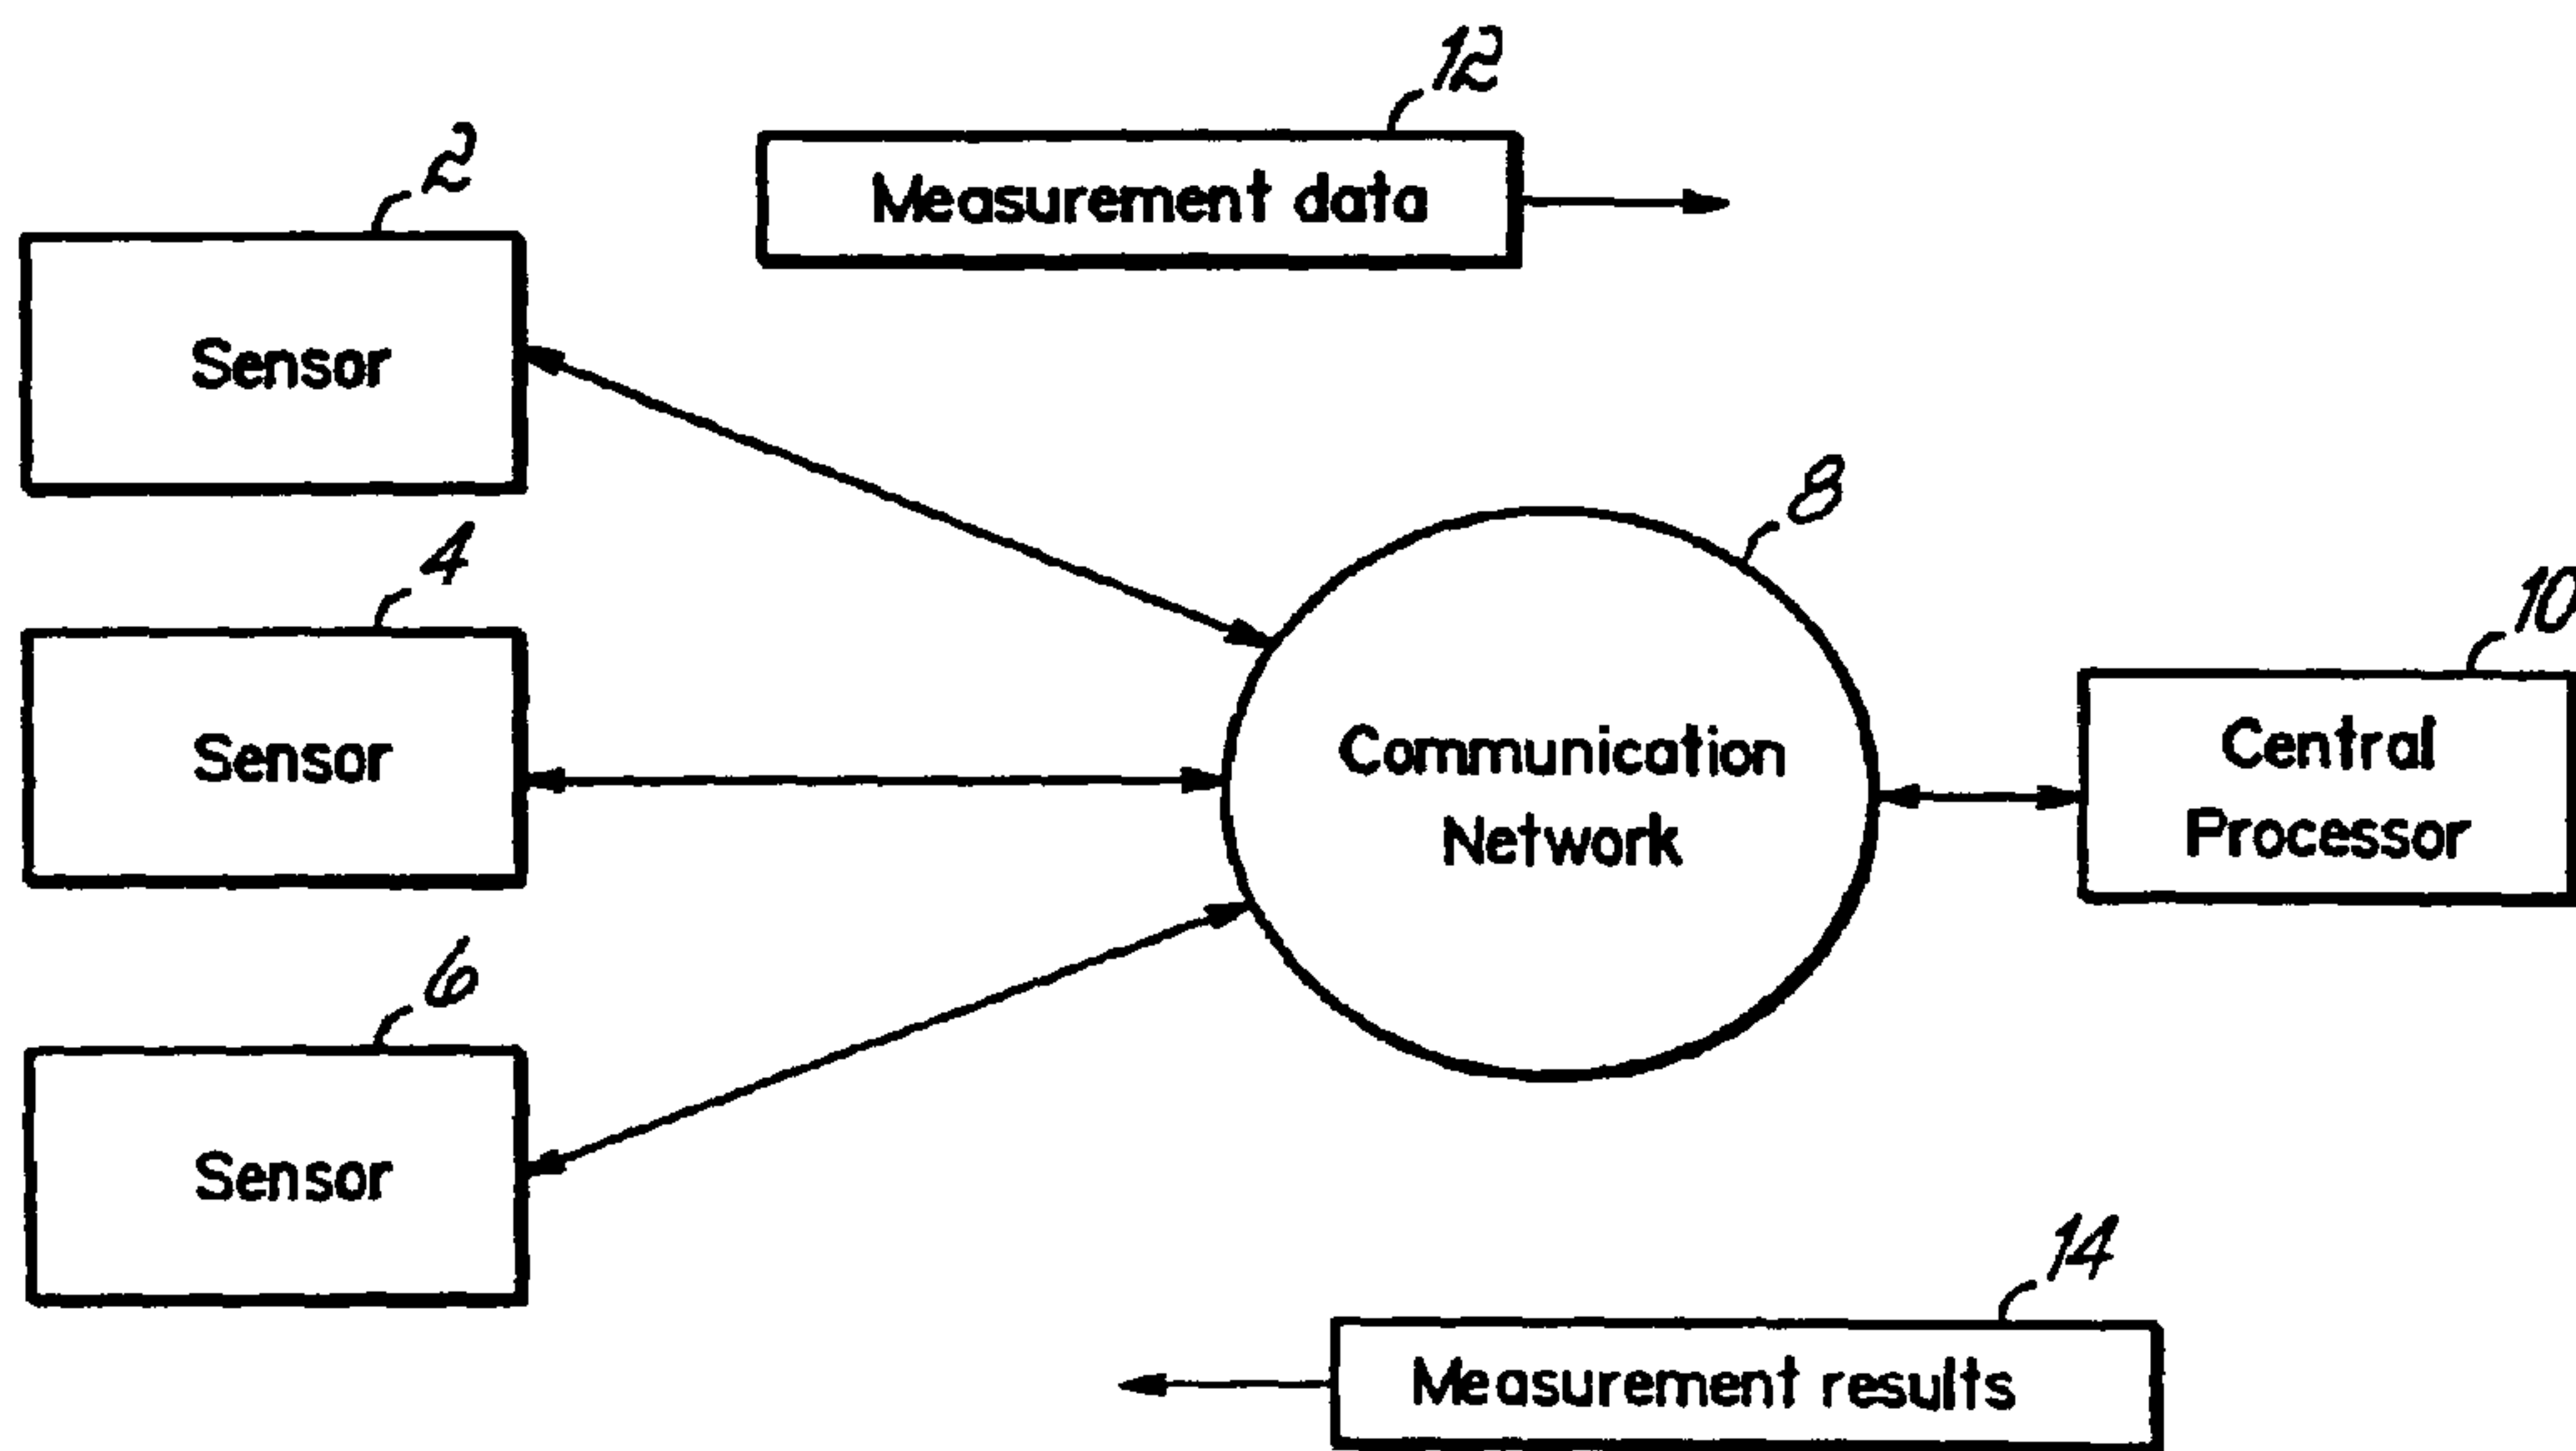 12
Measurement data
2
Sensor
8
4
Sensor
10
Communication
Network
Central
Processor
6
Sensor
14
Measurement results